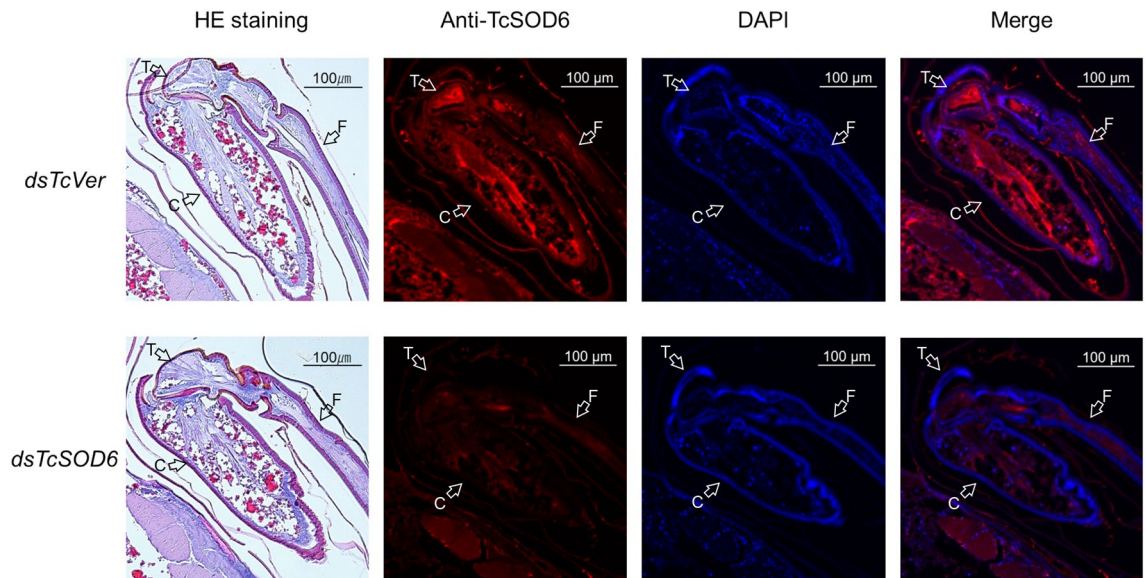 HE staining Anti-TcSOD6 DAPI Merge
dsTcVer
T 100μm F C
T 100 μm F C
T 100 μm F C
T 100 μm F C
dsTcSOD6
T 100μm F C
T 100 μm F C
T 100 μm F C
T 100 μm F C